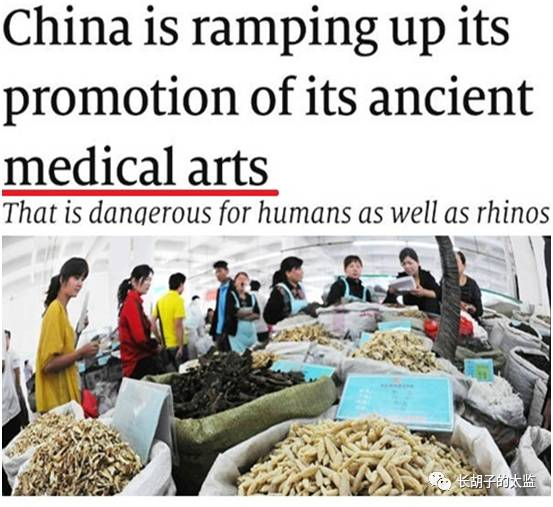 China is ramping up its
promotion of its ancient
medical arts
That is dangerous for humans as well as rhinos
长胡子的太监